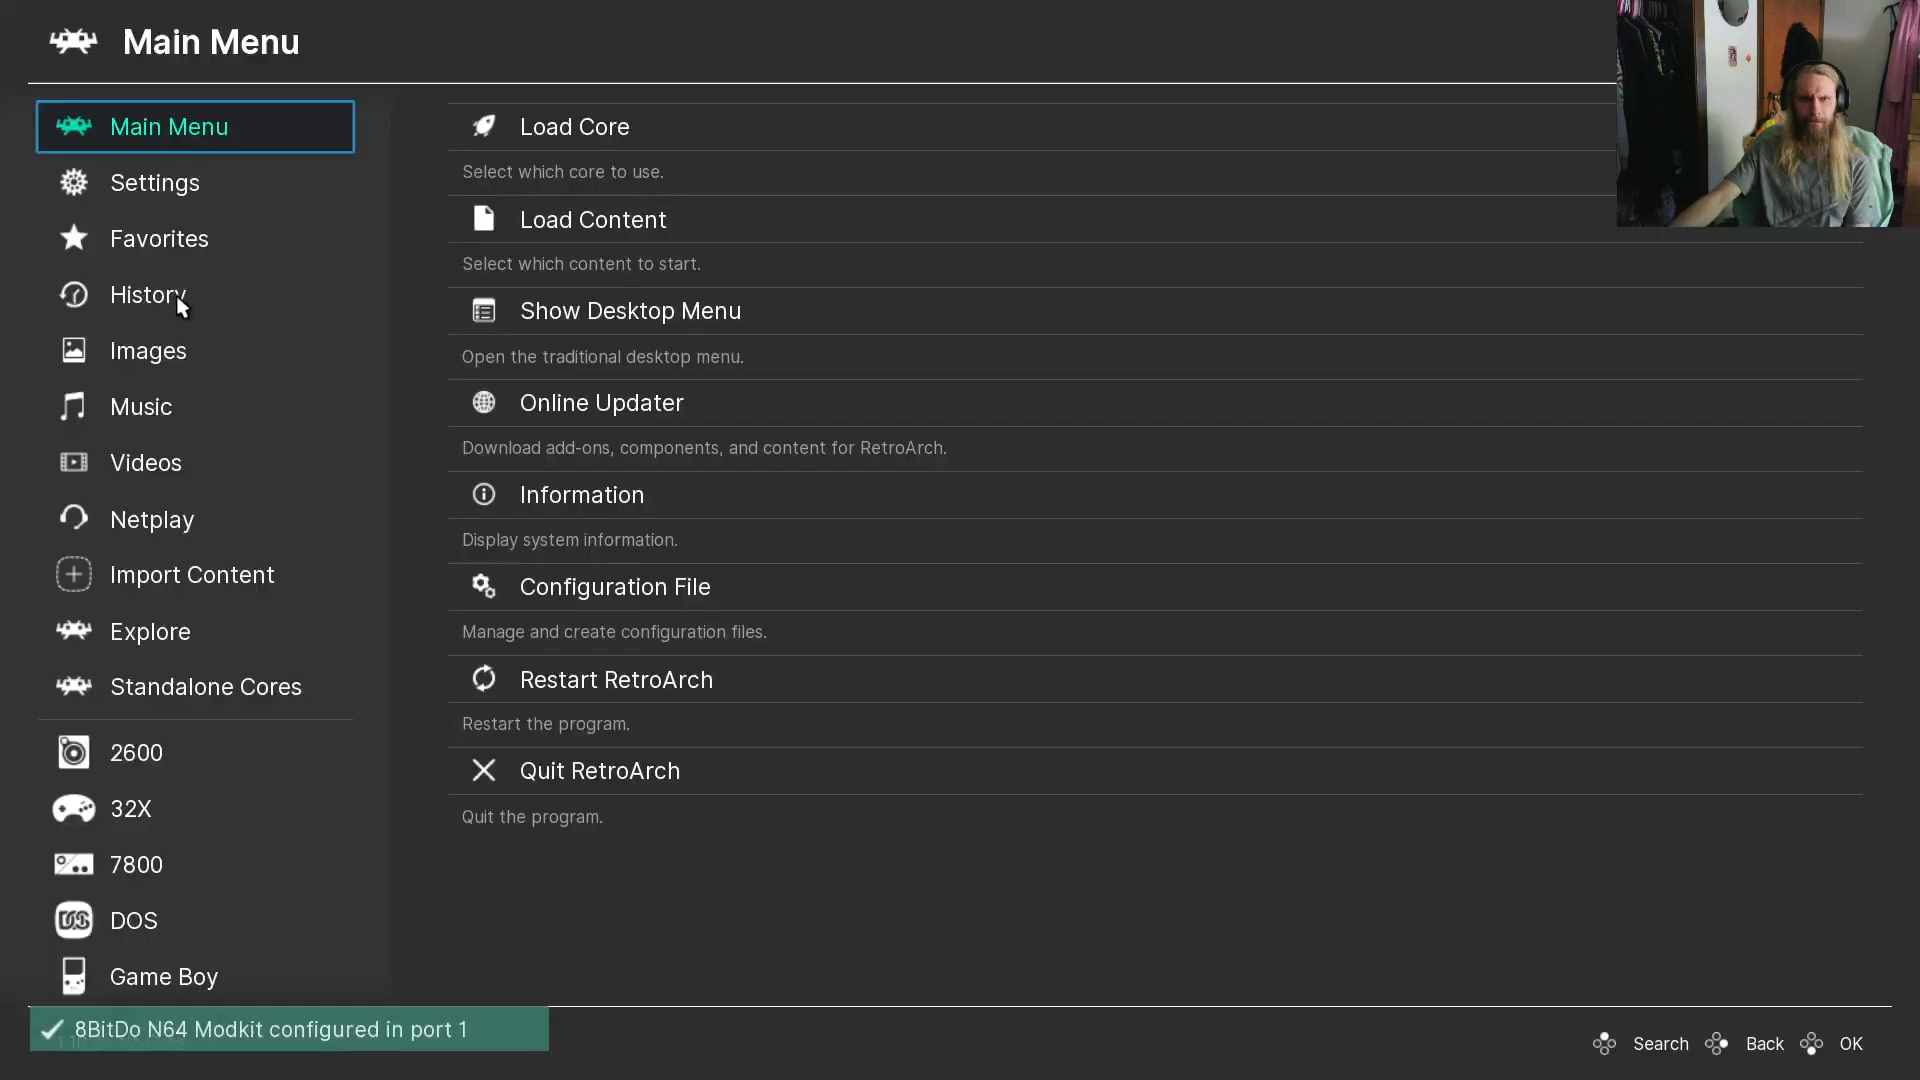 Main Menu
Main Menu
Settings
Favorites
History
Images
Music
Videos
Netplay
Import Content
Explore
Standalone Cores
2600
32X
7800
DOS
Game Boy
Load Core
Select which core to use.
Load Content
Select which content to start.
Show Desktop Menu
Open the traditional desktop menu.
Online Updater
Download add-ons, components, and content for RetroArch.
Information
Display system information.
Configuration File
Manage and create configuration files.
Restart RetroArch
Restart the program.
Quit RetroArch
Quit the program.
8BitDo N64 Modkit configured in port 1
Search Back OK